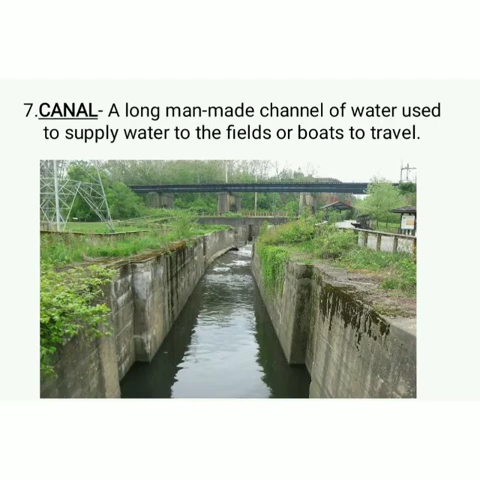 7.CANAL- A long man-made channel of water used
to supply water to the fields or boats to travel.